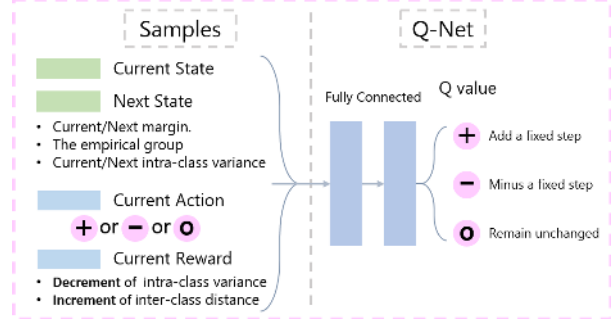 Samples
Current State
Next State
• Current/Next margin.
• The empirical group
• Current/Next intra-class variance
Current Action
+ or − or o
Current Reward
• Decrement of intra-class variance
• Increment of inter-class distance
Q-Net
Fully Connected
Q value
+ Add a fixed step
− Minus a fixed step
o Remain unchanged